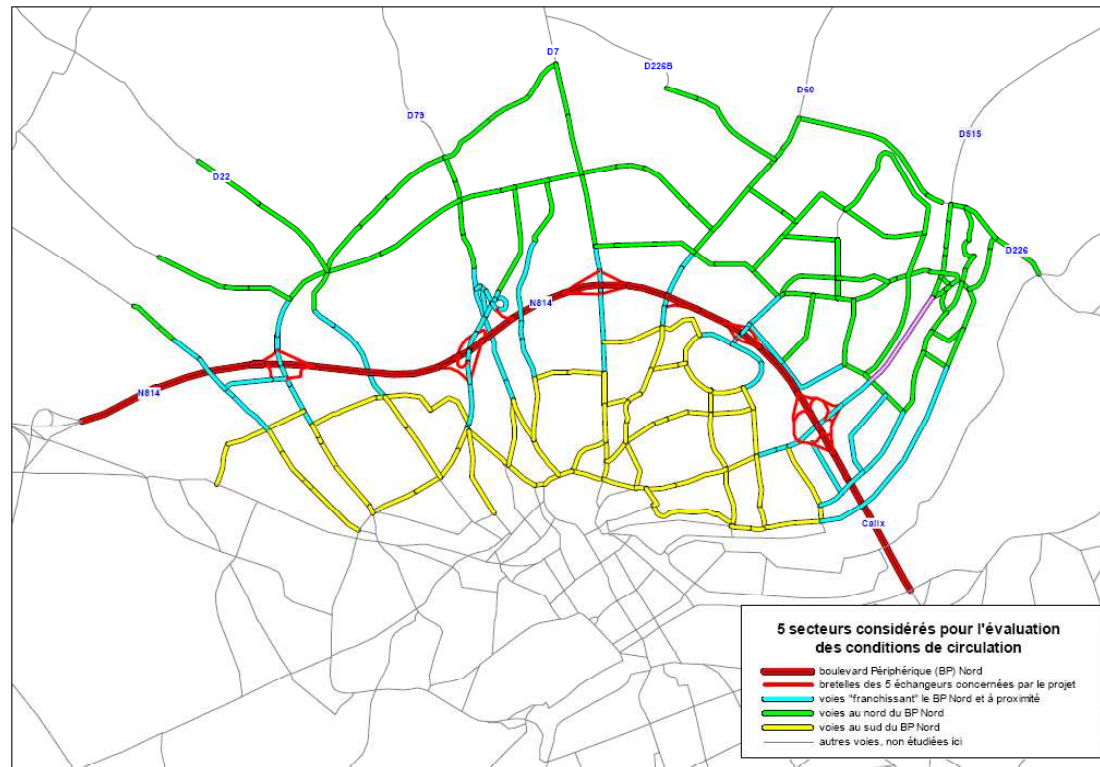 D7
D226B
D60
D79
D515
D22
D226
N814
N814
Calix
5 secteurs considérés pour l'évaluation
des conditions de circulation
boulevard Périphérique (BP) Nord
bretelles des 5 échangeurs concernées par le projet
voies "franchissant" le BP Nord et à proximité
voies au nord du BP Nord
voies au sud du BP Nord
autres voies, non étudiées ici